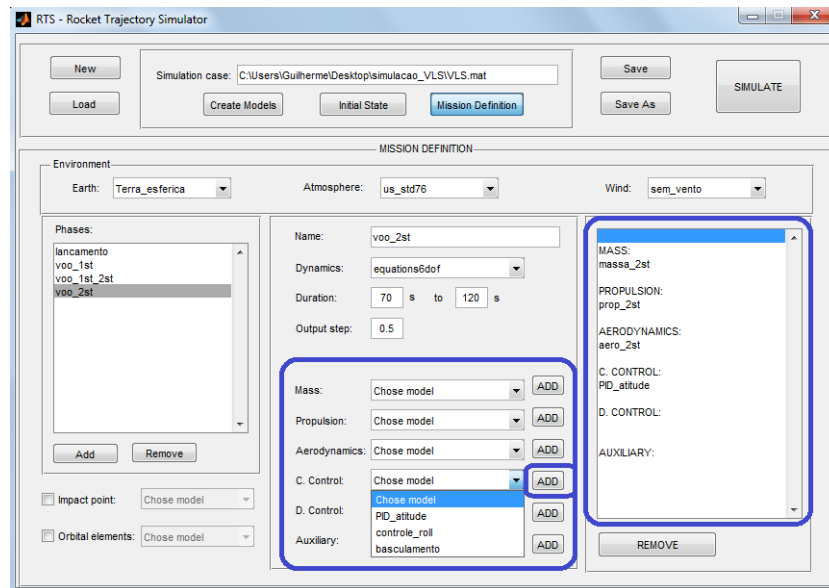 RTS - Rocket Trajectory Simulator
New
Load
Simulation case: C:\Users\Guilherme\Desktop\simulacao_VLS\VLS.mat
Create Models Initial State Mission Definition
Save
Save As
SIMULATE
MISSION DEFINITION
Environment
Earth: Terra_esferica Atmosphere: us_std76 Wind: sem_vento
Phases:
lancamento
voo_1st
voo_1st_2st
voo_2st
Add Remove
Impact point: Chose model
Orbital elements: Chose model
Name: voo_2st
Dynamics: equations6dof
Duration: 70 s to 120 s
Output step: 0.5
Mass: Chose model ADD
Propulsion: Chose model ADD
Aerodynamics: Chose model ADD
C. Control: Chose model ADD
Chose model
PID_atitude
controle_roll
basculamento
D. Control: ADD
Auxiliary: ADD
MASS:
massa_2st
PROPULSION:
prop_2st
AERODYNAMICS:
aero_2st
C. CONTROL:
PID_atitude
D. CONTROL:
AUXILIARY:
REMOVE